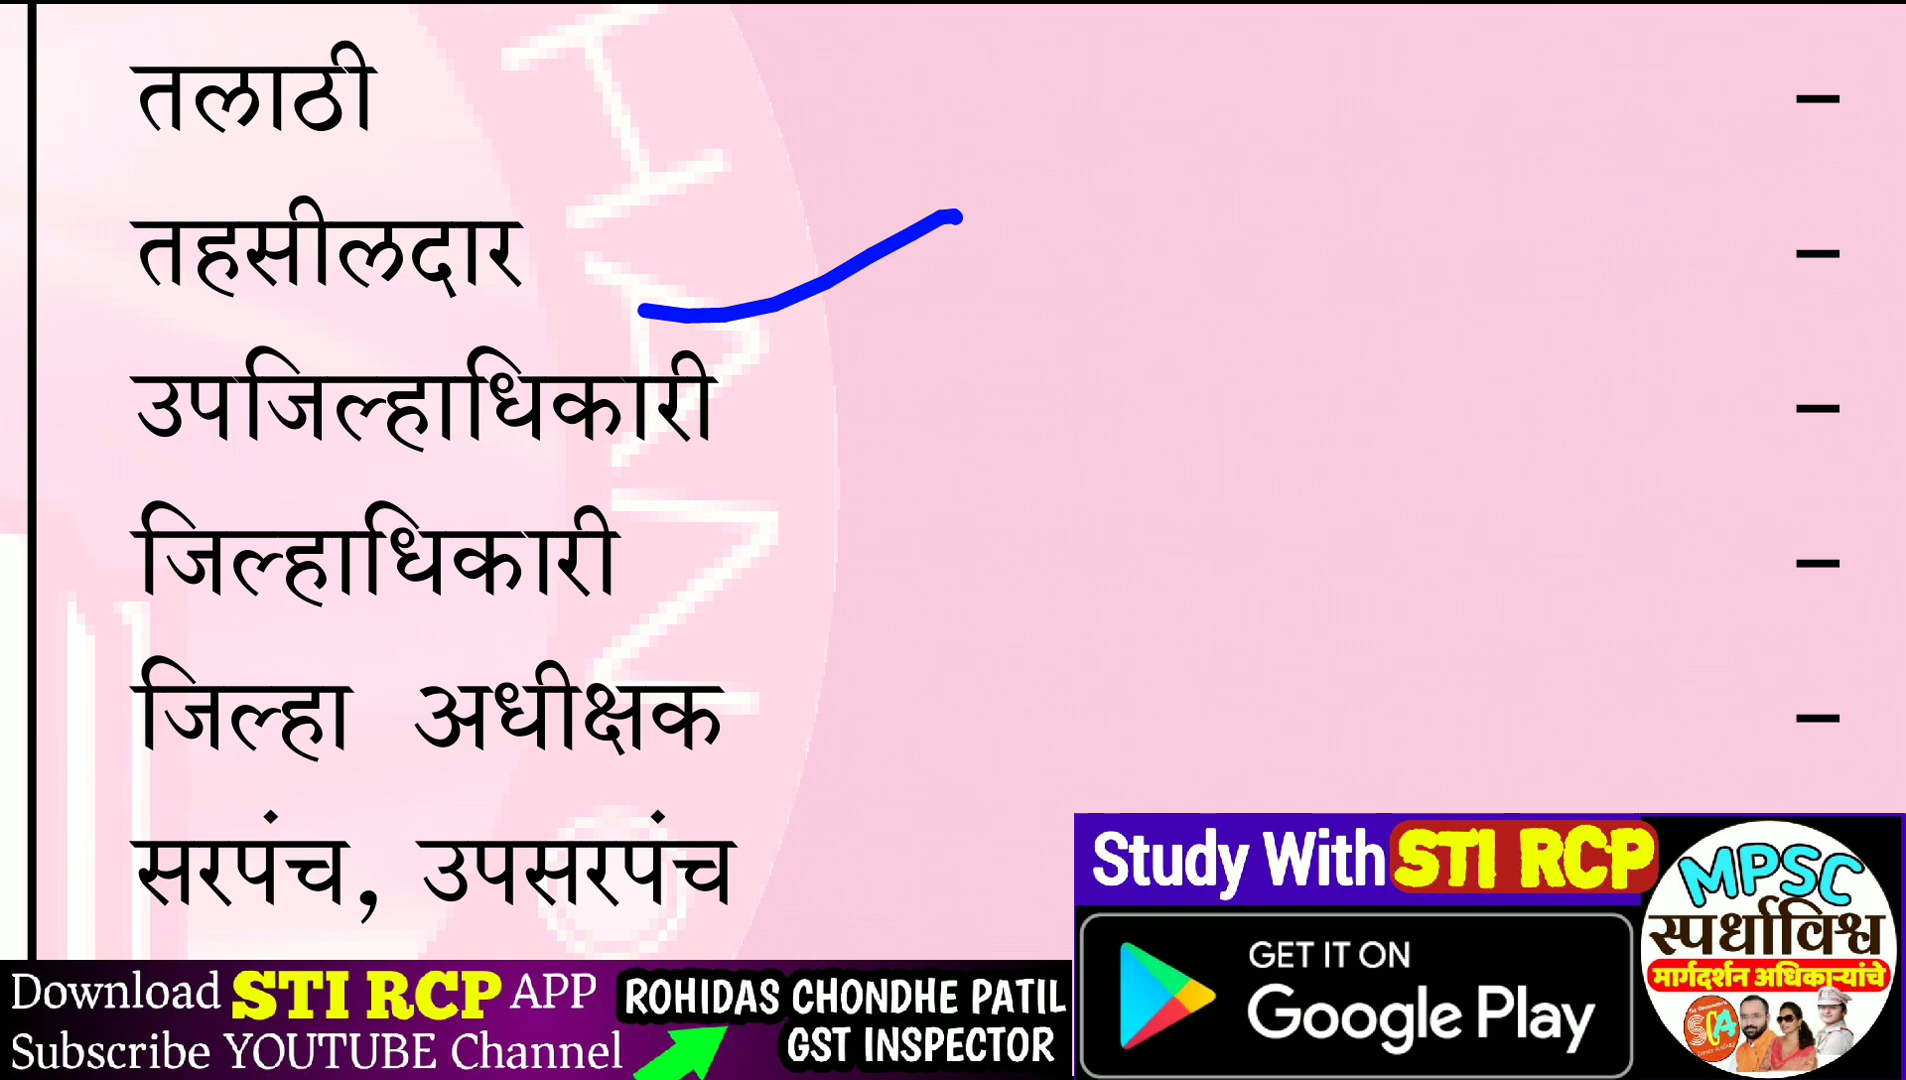 तलाठी –
तहसीलदार –
उपजिल्हाधिकारी –
जिल्हाधिकारी –
जिल्हा अधीक्षक –
सरपंच, उपसरपंच
Study With STI RCP
MPSC
स्पर्धाविश्व
मार्गदर्शन अधिकाऱ्यांचे
GET IT ON
Google Play
Download STI RCP APP
Subscribe YOUTUBE Channel
ROHIDAS CHONDHE PATIL
GST INSPECTOR